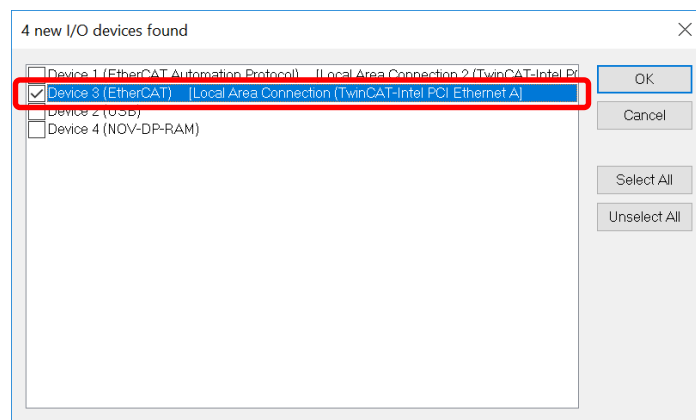 4 new I/O devices found
Device 1 (EtherCAT Automation Protocol) [Local Area Connection 2 (TwinCAT-Intel
Device 3 (EtherCAT) [Local Area Connection (TwinCAT-Intel PCI Ethernet A]
Device 2 (USB)
Device 4 (NOV-DP-RAM)
OK
Cancel
Select All
Unselect All